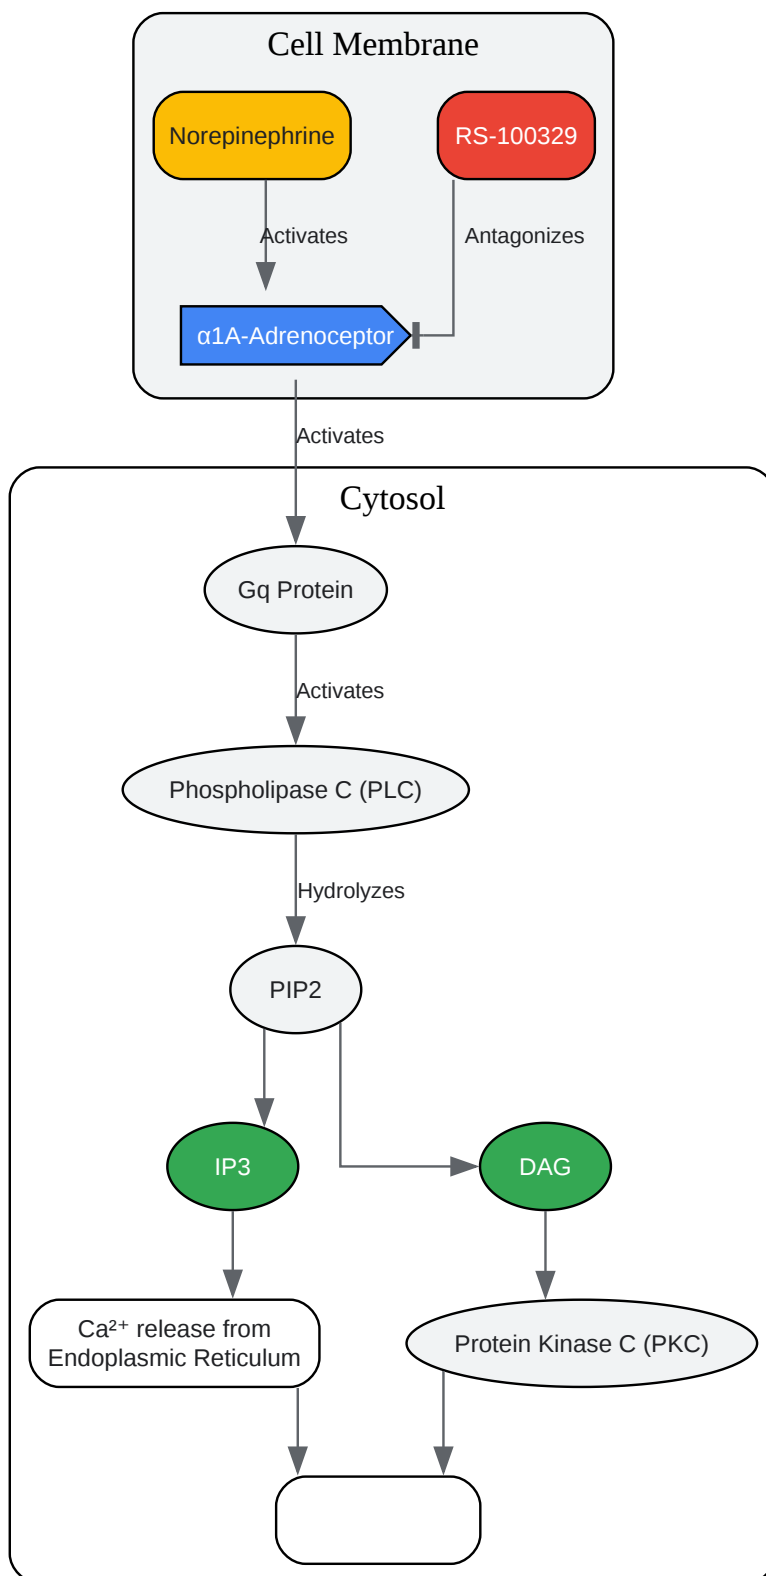 Cell Membrane
Norepinephrine
RS-100329
Activates
Antagonizes
α1A-Adrenoceptor
Activates
Cytosol
Gq Protein
Activates
Phospholipase C (PLC)
Hydrolyzes
PIP2
IP3
DAG
Ca²⁺ release from
Endoplasmic Reticulum
Protein Kinase C (PKC)